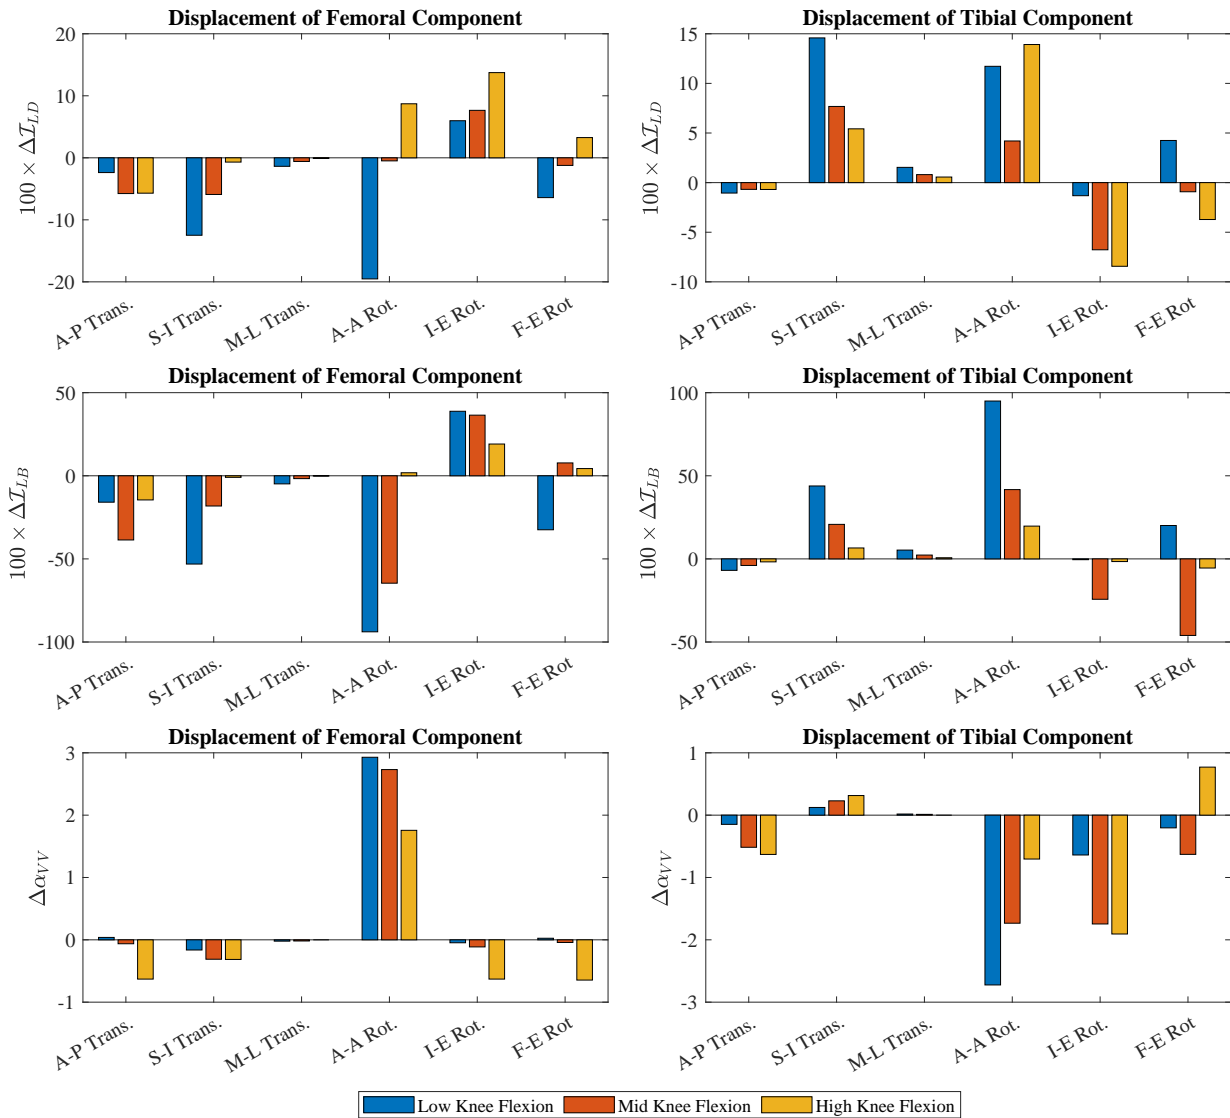 Displacement of Femoral Component
20
10
0
-10
-20
100 × Δ𝓘_LD
A-P Trans.
S-I Trans.
M-L Trans.
A-A Rot.
I-E Rot.
F-E Rot
Displacement of Tibial Component
15
10
5
0
-5
-10
100 × Δ𝓘_LD
A-P Trans.
S-I Trans.
M-L Trans.
A-A Rot.
I-E Rot.
F-E Rot
Displacement of Femoral Component
50
0
-50
-100
100 × Δ𝓘_LB
A-P Trans.
S-I Trans.
M-L Trans.
A-A Rot.
I-E Rot.
F-E Rot
Displacement of Tibial Component
100
50
0
-50
100 × Δ𝓘_LB
A-P Trans.
S-I Trans.
M-L Trans.
A-A Rot.
I-E Rot.
F-E Rot
Displacement of Femoral Component
3
2
1
0
-1
Δα_VV
A-P Trans.
S-I Trans.
M-L Trans.
A-A Rot.
I-E Rot.
F-E Rot
Displacement of Tibial Component
1
0
-1
-2
-3
Δα_VV
A-P Trans.
S-I Trans.
M-L Trans.
A-A Rot.
I-E Rot.
F-E Rot
Low Knee Flexion Mid Knee Flexion High Knee Flexion